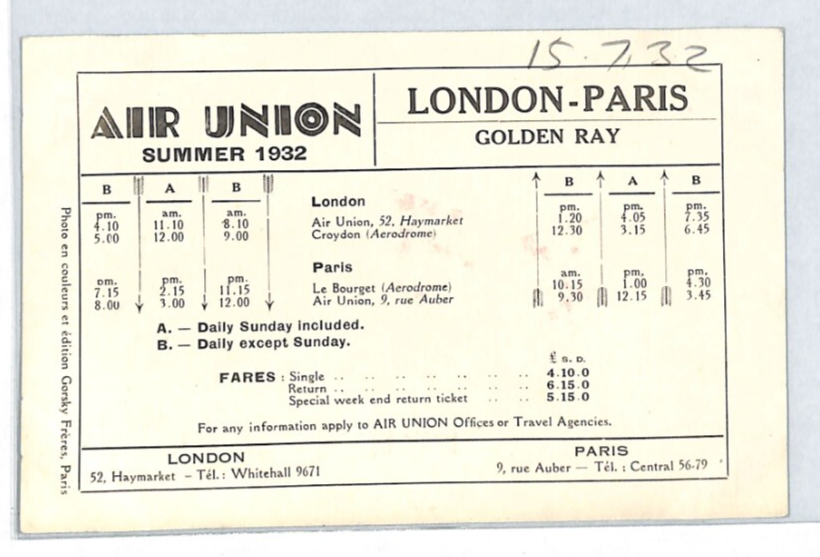 15.7.32
AIR UNION
SUMMER 1932
LONDON-PARIS
GOLDEN RAY
B A B B A B
London
pm. am. am. pm. pm. pm.
4.10 11.10 8.10 Air Union, 52, Haymarket 1.20 4.05 7.35
5.00 12.00 9.00 Croydon (Aerodrome) 12.30 3.15 6.45
Paris
pm. pm. pm. am. pm. pm.
7.15 2.15 11.15 Le Bourget (Aerodrome) 10.15 1.00 4.30
8.00 3.00 12.00 Air Union, 9, rue Auber 9.30 12.15 3.45
A. — Daily Sunday included.
B. — Daily except Sunday.
£ S. D.
FARES : Single .. .. .. .. .. .. .. 4.10.0
Return .. .. .. .. .. .. .. 6.15.0
Special week end return ticket .. .. .. 5.15.0
For any information apply to AIR UNION Offices or Travel Agencies.
LONDON
52, Haymarket – Tél.: Whitehall 9671
PARIS
9, rue Auber — Tél. : Central 56-79
Photo en couleurs et édition Gorsky Frères, Paris